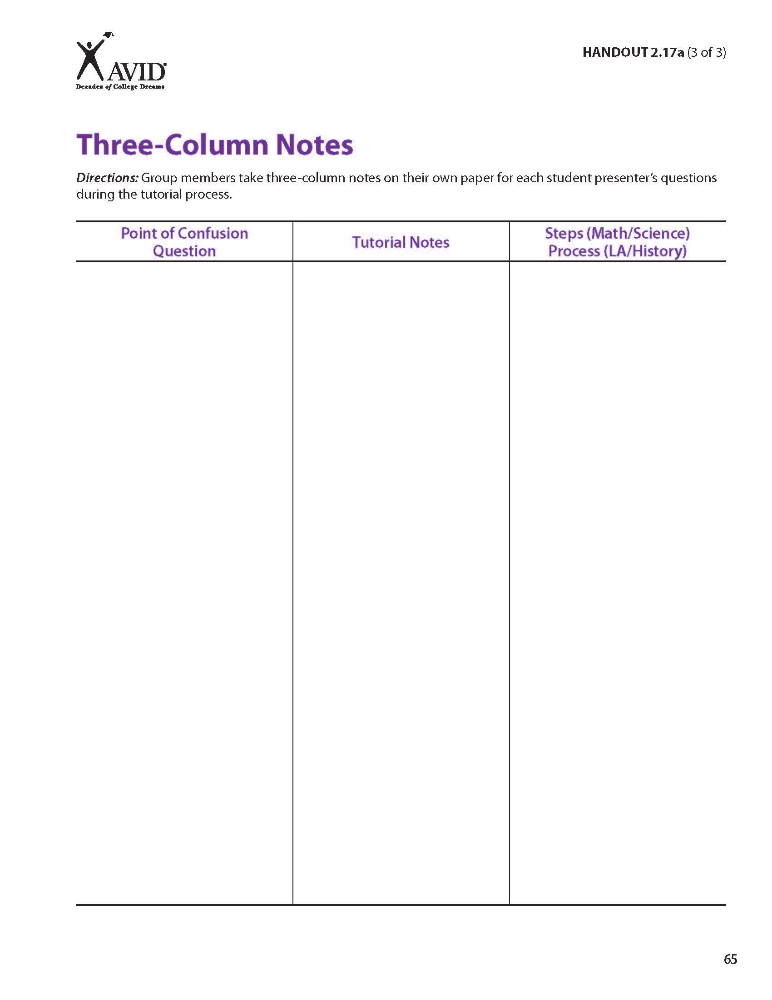 HANDOUT 2.17a (3 of 3)
AVID®
Decades of College Dreams
Three-Column Notes
Directions: Group members take three-column notes on their own paper for each student presenter’s questions
during the tutorial process.
Point of Confusion
Question
Tutorial Notes
Steps (Math/Science)
Process (LA/History)
65